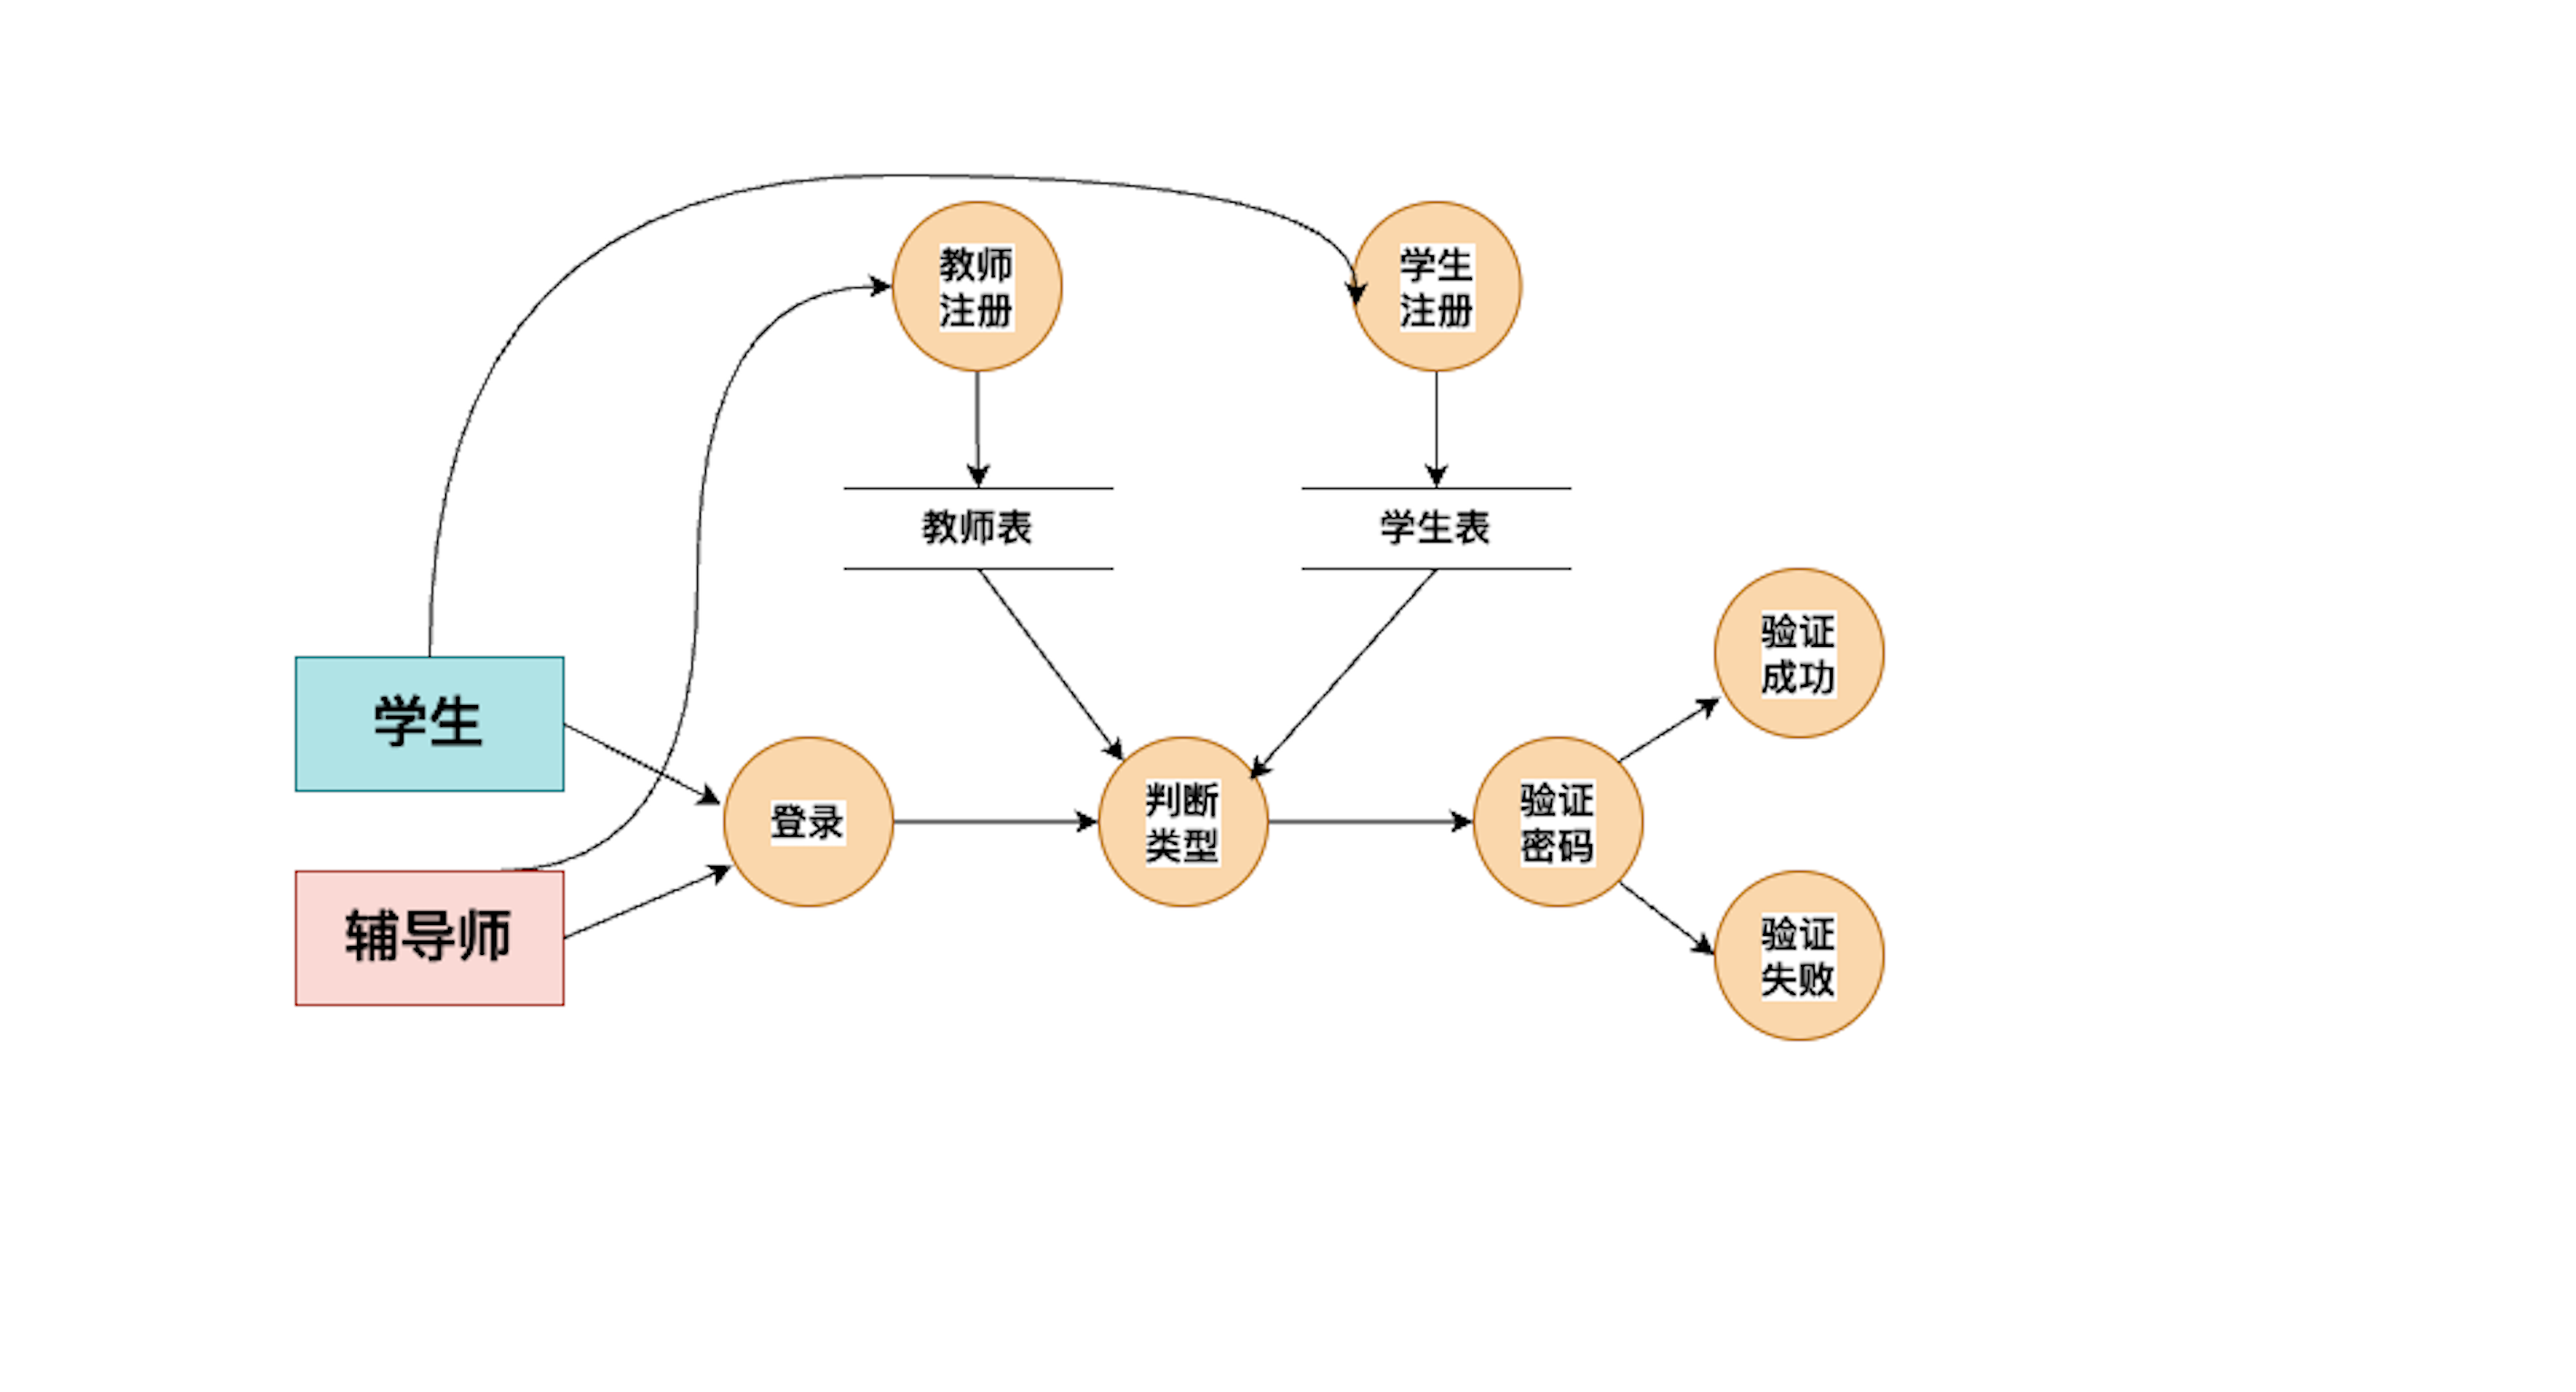 教师
注册
学生
注册
教师表
学生表
验证
成功
学生
登录
判断
类型
验证
密码
辅导师
验证
失败